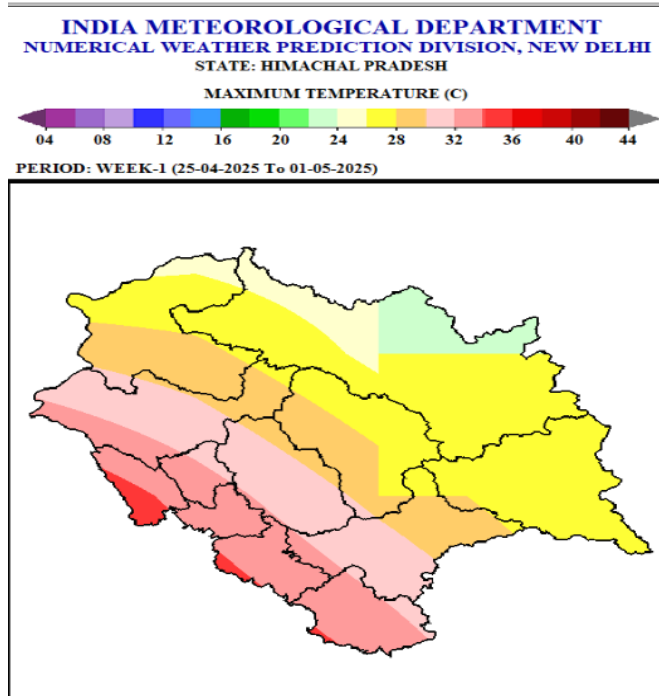 INDIA METEOROLOGICAL DEPARTMENT
NUMERICAL WEATHER PREDICTION DIVISION, NEW DELHI
STATE: HIMACHAL PRADESH
MAXIMUM TEMPERATURE (C)
04 08 12 16 20 24 28 32 36 40 44
PERIOD: WEEK-1 (25-04-2025 To 01-05-2025)